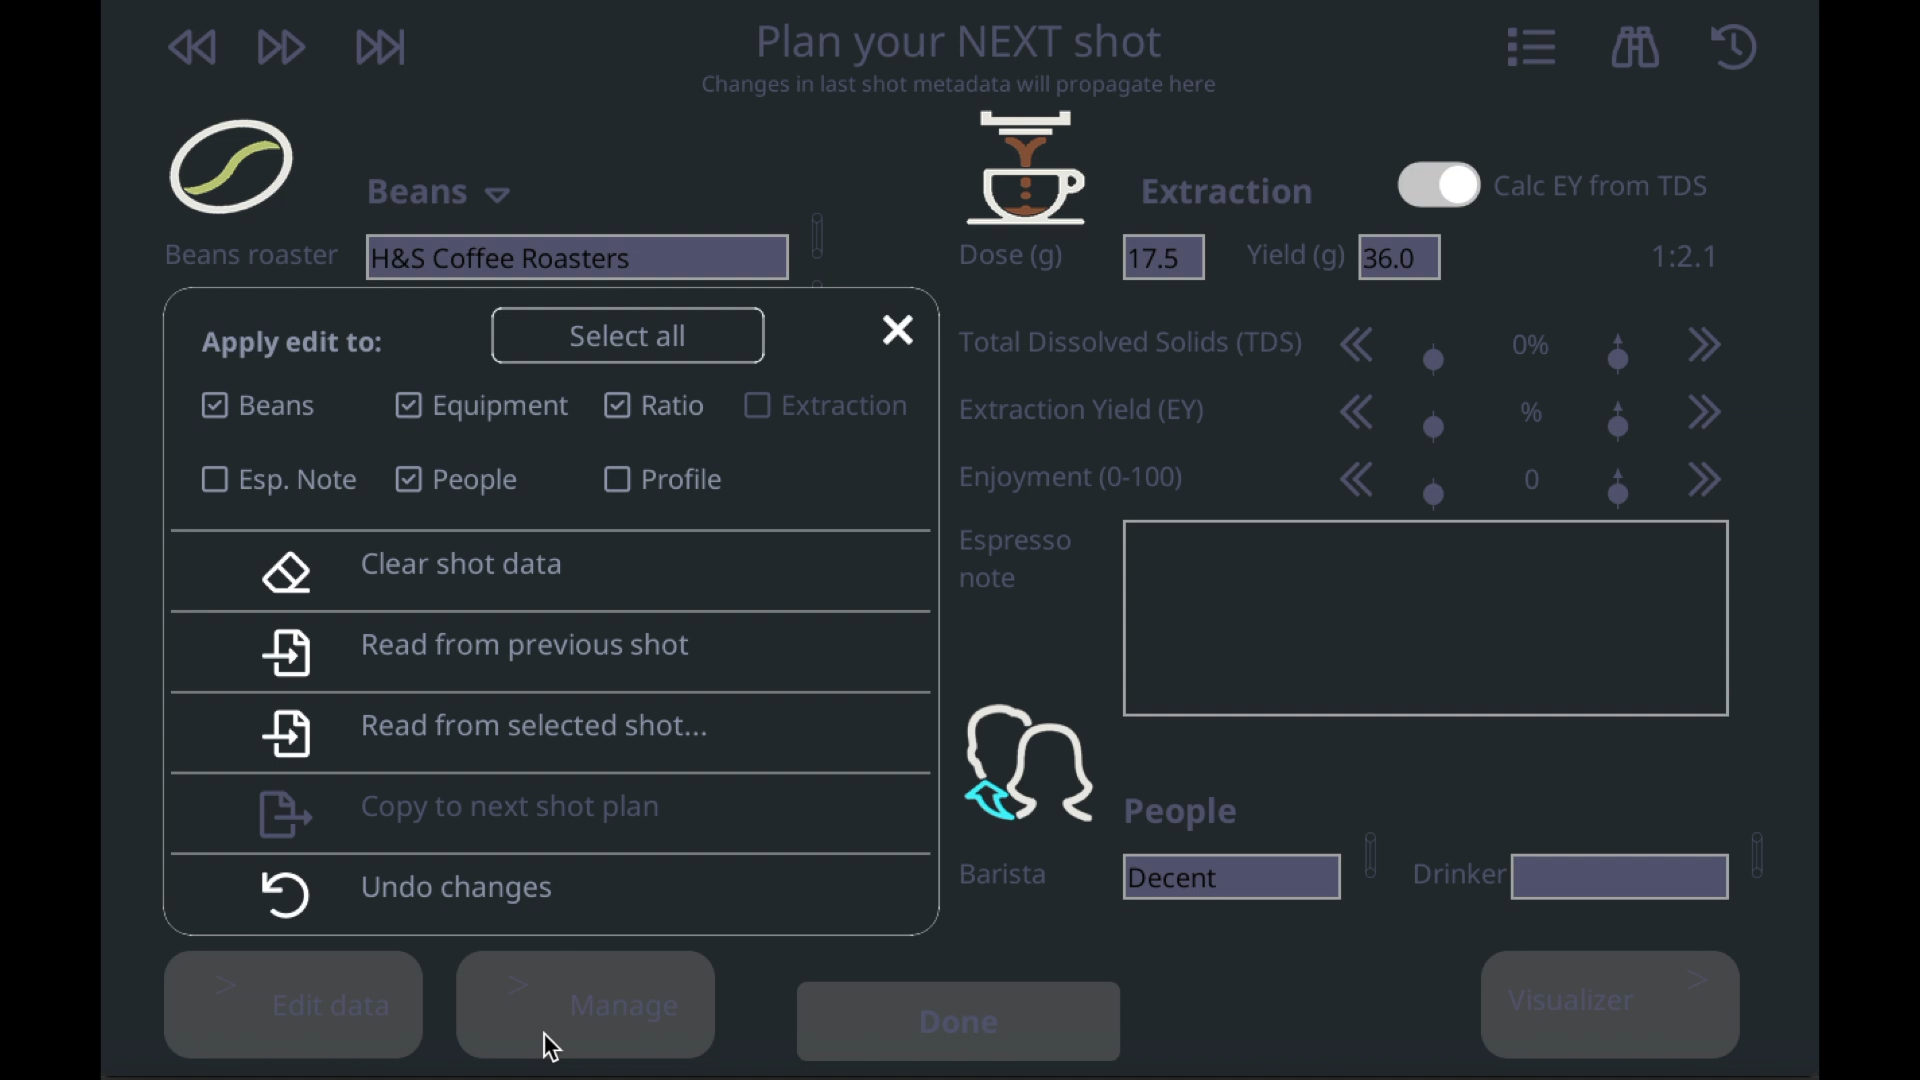 Plan your NEXT shot
Changes in last shot metadata will propagate here
Beans
Beans roaster
H&S Coffee Roasters
Apply edit to:
Select all
Beans
Equipment
Ratio
Extraction
Esp. Note
People
Profile
Clear shot data
Read from previous shot
Read from selected shot...
Copy to next shot plan
Undo changes
Extraction
Calc EY from TDS
Dose (g)
17.5
Yield (g)
36.0
1:2.1
Total Dissolved Solids (TDS)
0%
Extraction Yield (EY)
%
Enjoyment (0-100)
0
Espresso
note
People
Barista
Decent
Drinker
Edit data
Manage
Done
Visualizer